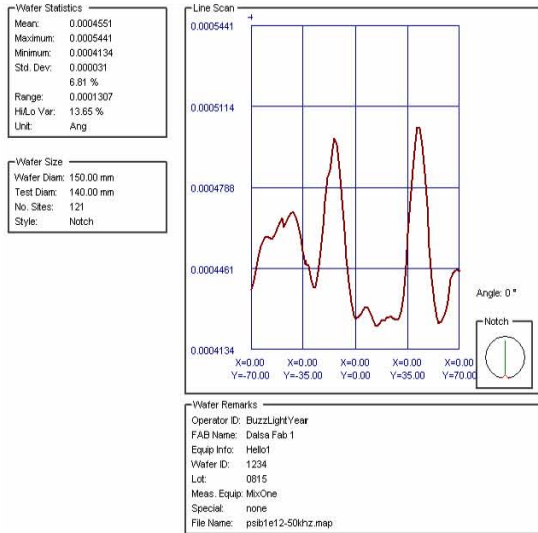 Wafer Statistics
Mean: 0.0004551
Maximum: 0.0005441
Minimum: 0.0004134
Std. Dev: 0.000031
6.81 %
Range: 0.0001307
Hi/Lo Var: 13.65 %
Unit: Ang
Wafer Size
Wafer Diam: 150.00 mm
Test Diam: 140.00 mm
No. Sites: 121
Style: Notch
Line Scan
0.0005441
0.0005114
0.0004788
0.0004461
0.0004134
X=0.00 X=0.00 X=0.00 X=0.00 X=0.00
Y=-70.00 Y=-35.00 Y=0.00 Y=35.00 Y=70.00
Angle: 0 °
Notch
Wafer Remarks
Operator ID: BuzzLightYear
FAB Name: Dalsa Fab 1
Equip Info: Hello1
Wafer ID: 1234
Lot: 0815
Meas. Equip: MixOne
Special: none
File Name: psib1e12-50khz.map